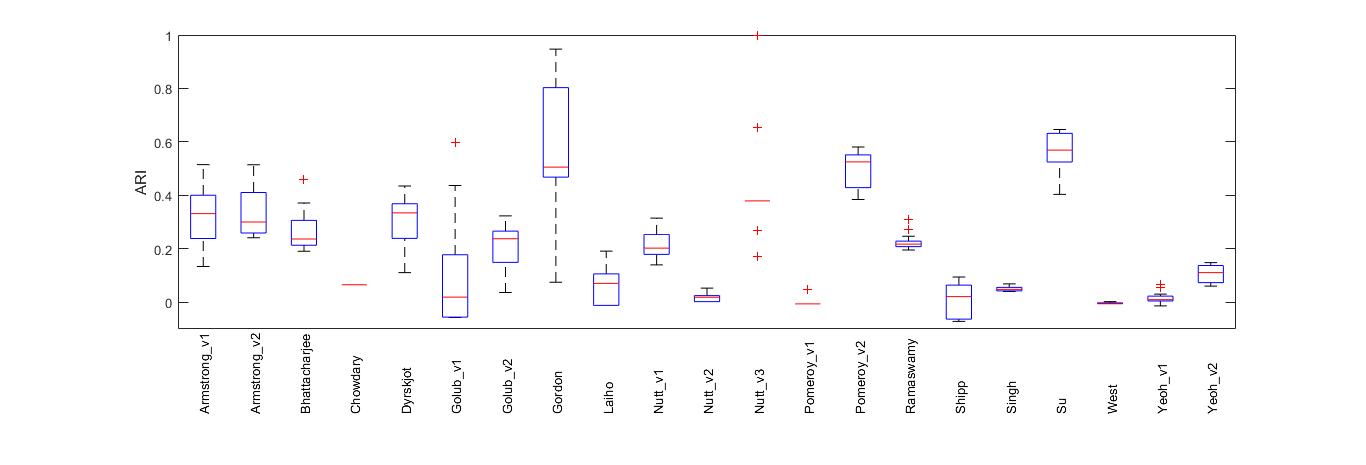 1
0.8
0.6
0.4
0.2
0
ARI
Armstrong_v1
Armstrong_v2
Bhattacharjee
Chowdary
Dyrskjot
Golub_v1
Golub_v2
Gordon
Laiho
Nutt_v1
Nutt_v2
Nutt_v3
Pomeroy_v1
Pomeroy_v2
Ramaswamy
Shipp
Singh
Su
West
Yeoh_v1
Yeoh_v2